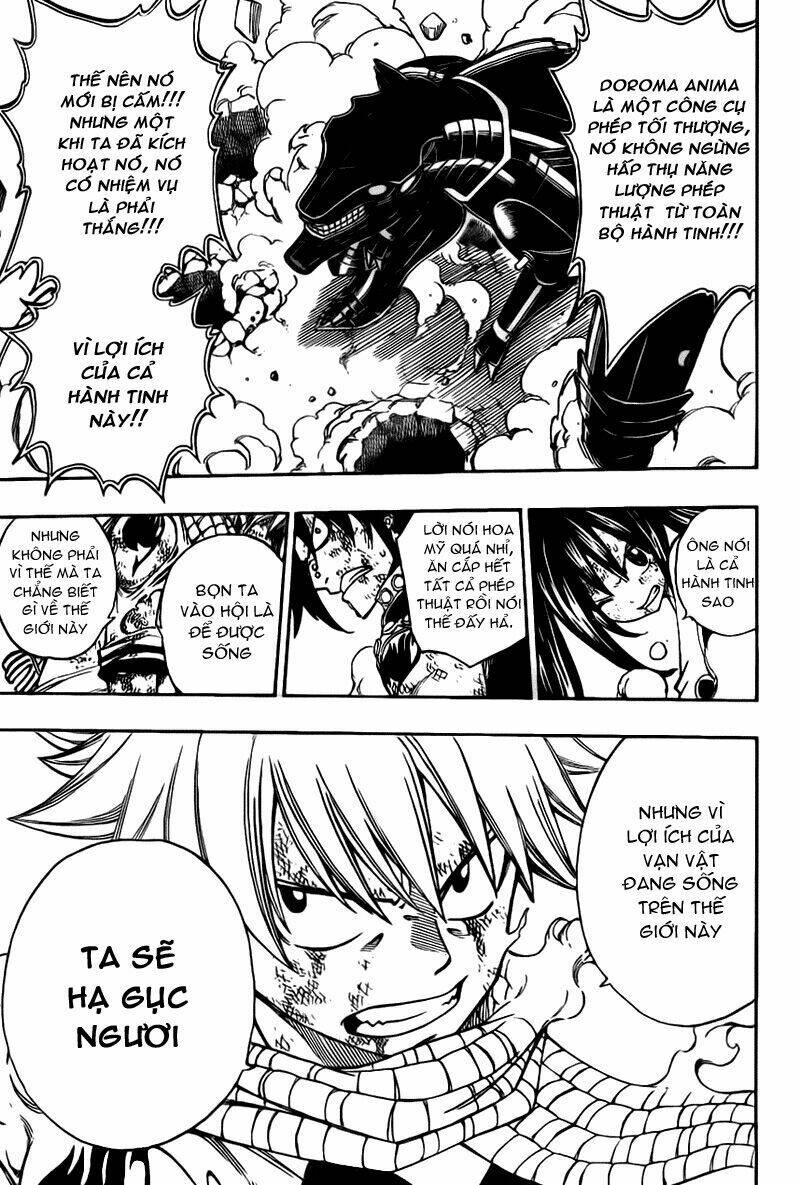 DOROMA ANIMA
LÀ MỘT CÔNG CỤ
PHÉP TỐI THƯỢNG,
NÓ KHÔNG NGỪNG
HẤP THỤ NĂNG
LƯỢNG PHÉP
THUẬT TỪ TOÀN
BỘ HÀNH TINH!!!
THẾ NÊN NÓ
MỚI BỊ CẤM!!!
NHƯNG MỘT
KHI TA ĐÃ KÍCH
HOẠT NÓ, NÓ
CÓ NHIỆM VỤ
LÀ PHẢI
THẮNG!!!
VÌ LỢI ÍCH
CỦA CẢ
HÀNH TINH
NÀY!!
ÔNG NÓI
LÀ CẢ
HÀNH TINH
SAO
LỜI NÓI HOA
MỸ QUÁ NHỈ,
ĂN CẮP HẾT
TẤT CẢ PHÉP
THUẬT RỒI NÓI
THẾ ĐẤY HẢ.
BỌN TA
VÀO HỘI LÀ
ĐỂ ĐƯỢC
SỐNG
NHƯNG
KHÔNG PHẢI
VÌ THẾ MÀ TA
CHẲNG BIẾT
GÌ VỀ THẾ
GIỚI NÀY
NHƯNG VÌ
LỢI ÍCH CỦA
VẠN VẬT
ĐANG SỐNG
TRÊN THẾ
GIỚI NÀY
TA SẼ
HẠ GỤC
NGƯƠI